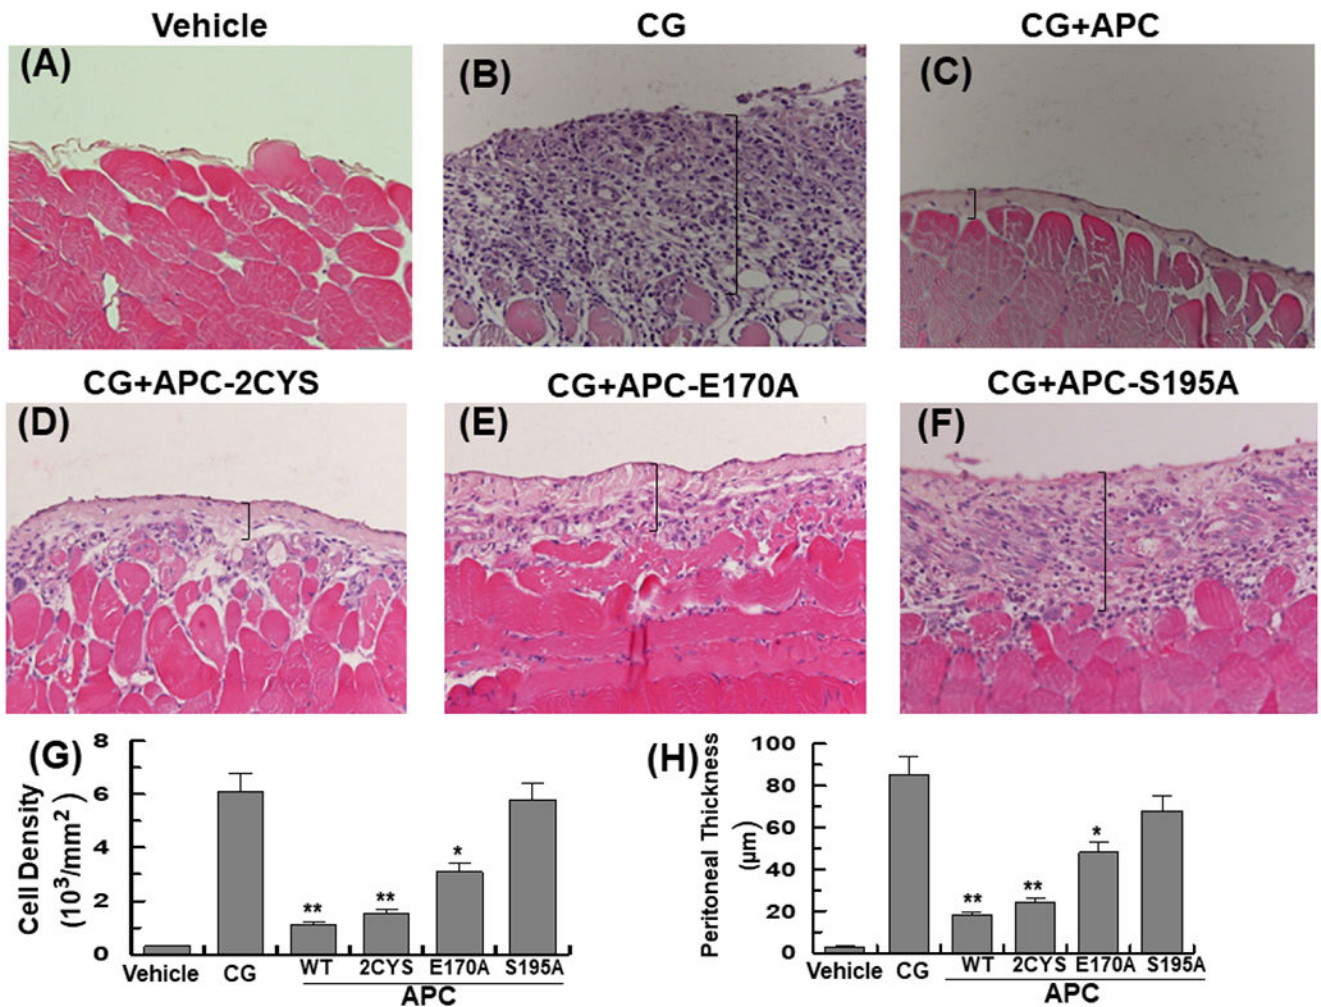 Vehicle CG CG+APC
(A) (B) (C)
CG+APC-2CYS CG+APC-E170A CG+APC-S195A
(D) (E) (F)
(G)
Cell Density
(10³/mm²)
8
6
4
2
0
** ** *
Vehicle CG WT 2CYS E170A S195A
APC
(H)
Peritoneal Thickness
(µm)
100
80
60
40
20
0
** ** *
Vehicle CG WT 2CYS E170A S195A
APC